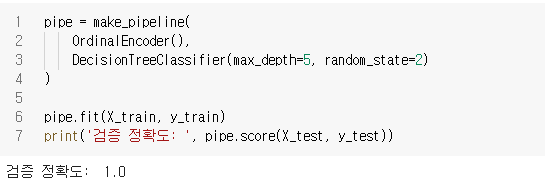 1 pipe = make_pipeline(
2     OrdinalEncoder(),
3     DecisionTreeClassifier(max_depth=5, random_state=2)
4 )
5
6 pipe.fit(X_train, y_train)
7 print('검증 정확도: ', pipe.score(X_test, y_test))
검증 정확도:  1.0